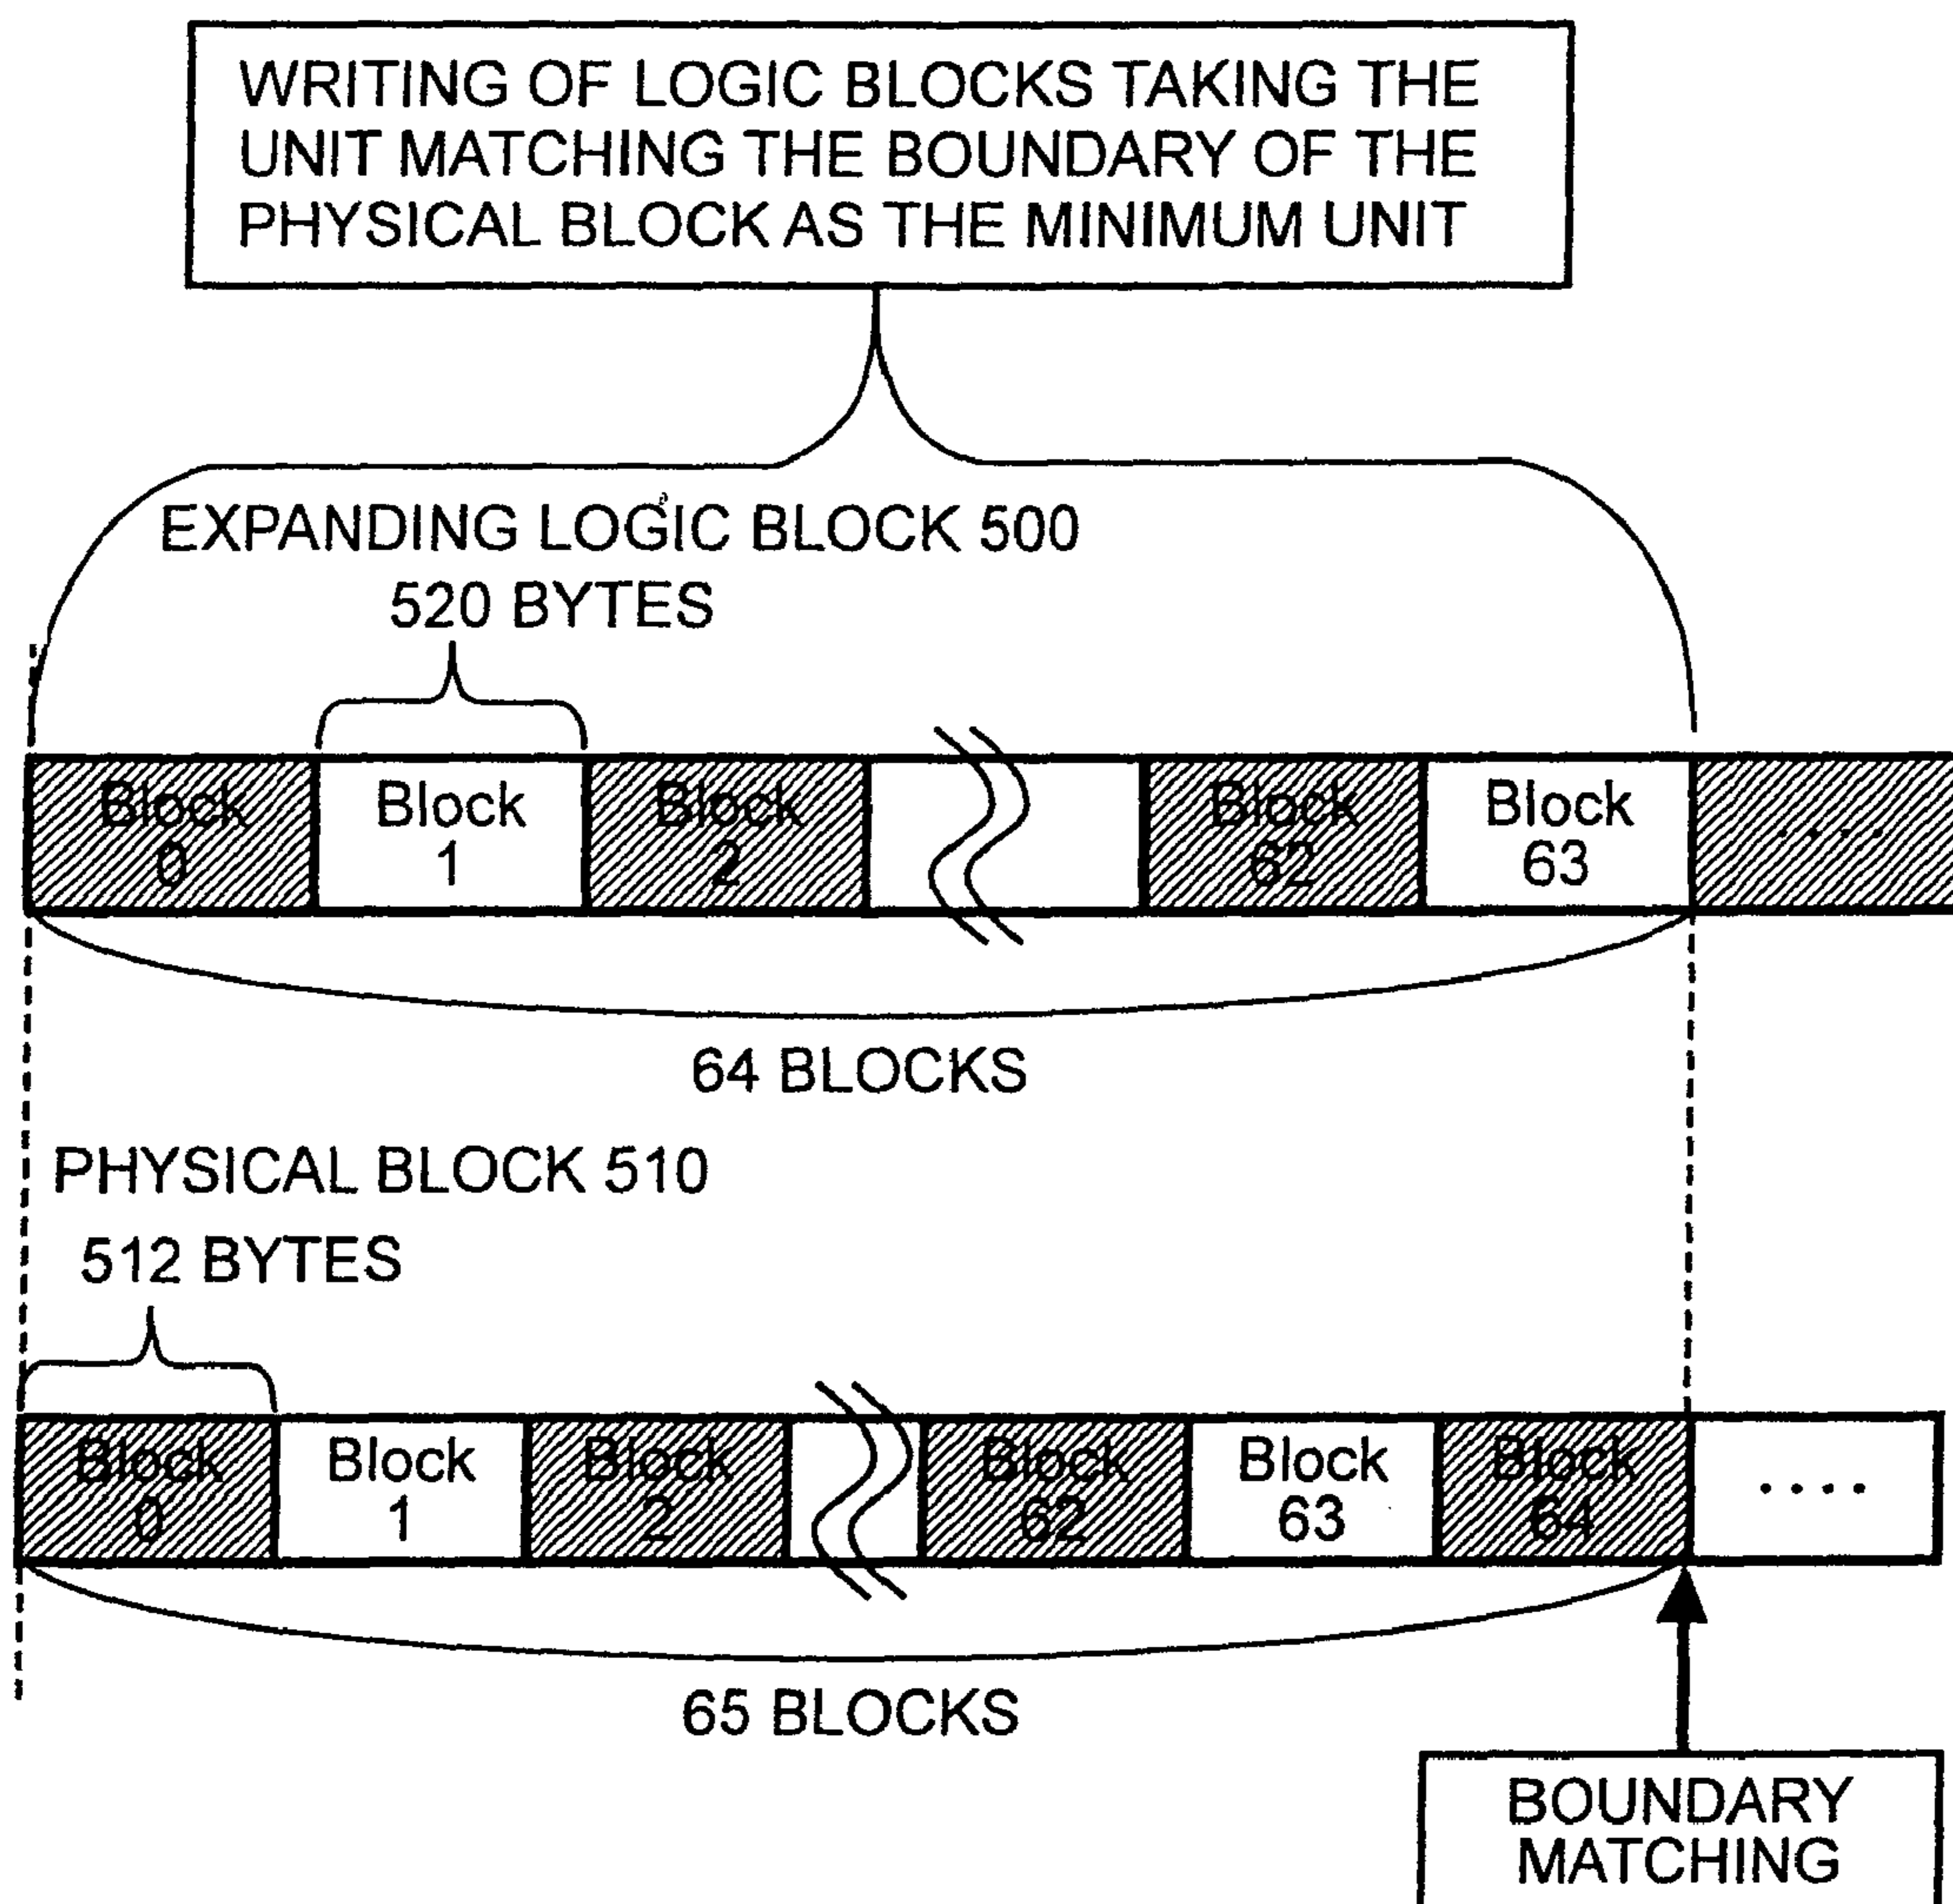 WRITING OF LOGIC BLOCKS TAKING THE
UNIT MATCHING THE BOUNDARY OF THE
PHYSICAL BLOCK AS THE MINIMUM UNIT
EXPANDING LOGIC BLOCK 500
520 BYTES
Block Block Block Block Block
0 1 2 62 63 ....
64 BLOCKS
PHYSICAL BLOCK 510
512 BYTES
Block Block Block Block Block Block
0 1 2 62 63 64 ....
65 BLOCKS
BOUNDARY
MATCHING